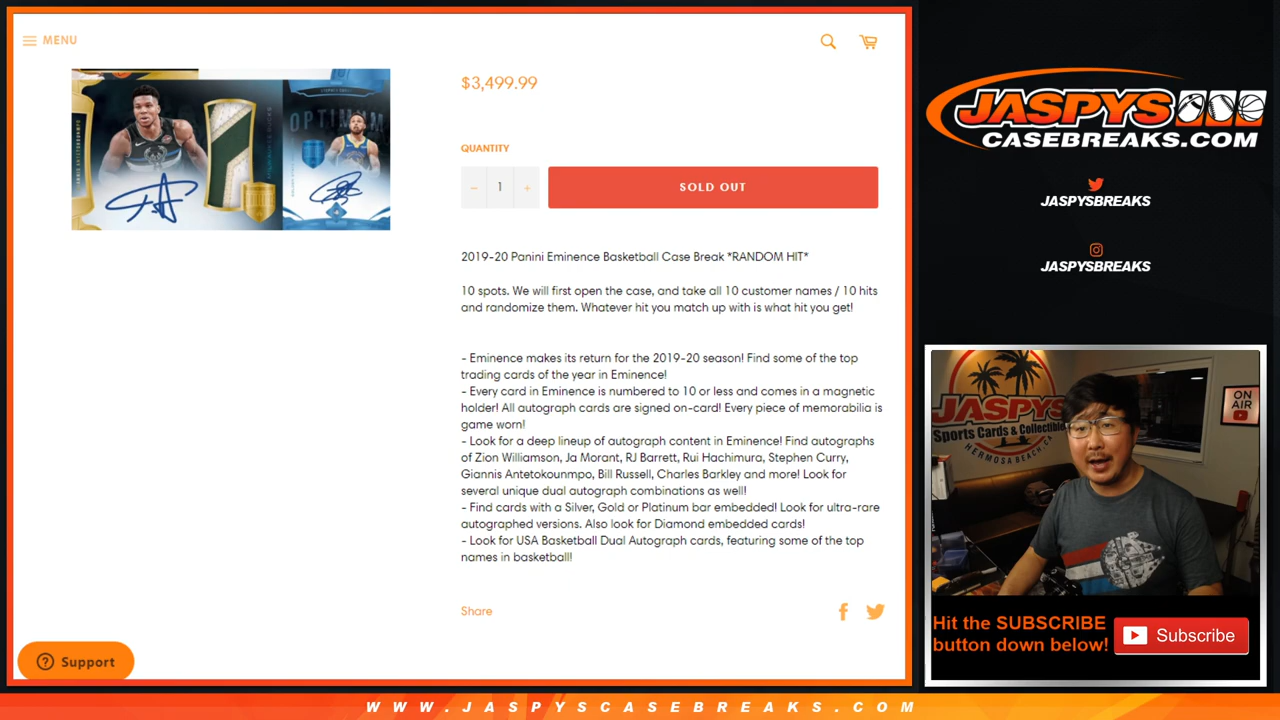 MENU
$3,499.99
QUANTITY
− 1 +
SOLD OUT
2019-20 Panini Eminence Basketball Case Break *RANDOM HIT*
10 spots. We will first open the case, and take all 10 customer names / 10 hits
and randomize them. Whatever hit you match up with is what hit you get!
- Eminence makes its return for the 2019-20 season! Find some of the top
trading cards of the year in Eminence!
- Every card in Eminence is numbered to 10 or less and comes in a magnetic
holder! All autograph cards are signed on-card! Every piece of memorabilia is
game worn!
- Look for a deep lineup of autograph content in Eminence! Find autographs
of Zion Williamson, Ja Morant, RJ Barrett, Rui Hachimura, Stephen Curry,
Giannis Antetokounmpo, Bill Russell, Charles Barkley and more! Look for
several unique dual autograph combinations as well!
- Find cards with a Silver, Gold or Platinum bar embedded! Look for ultra-rare
autographed versions. Also look for Diamond embedded cards!
- Look for USA Basketball Dual Autograph cards, featuring some of the top
names in basketball!
Share
Support
OPTIMUM
JASPYS
CASEBREAKS.COM
JASPYSBREAKS
JASPYSBREAKS
JASPYS
Sports Cards & Collectibles
HERMOSA BEACH, CA
ON
AIR
Hit the SUBSCRIBE
button down below!
Subscribe
WWW.JASPYSCASEBREAKS.COM